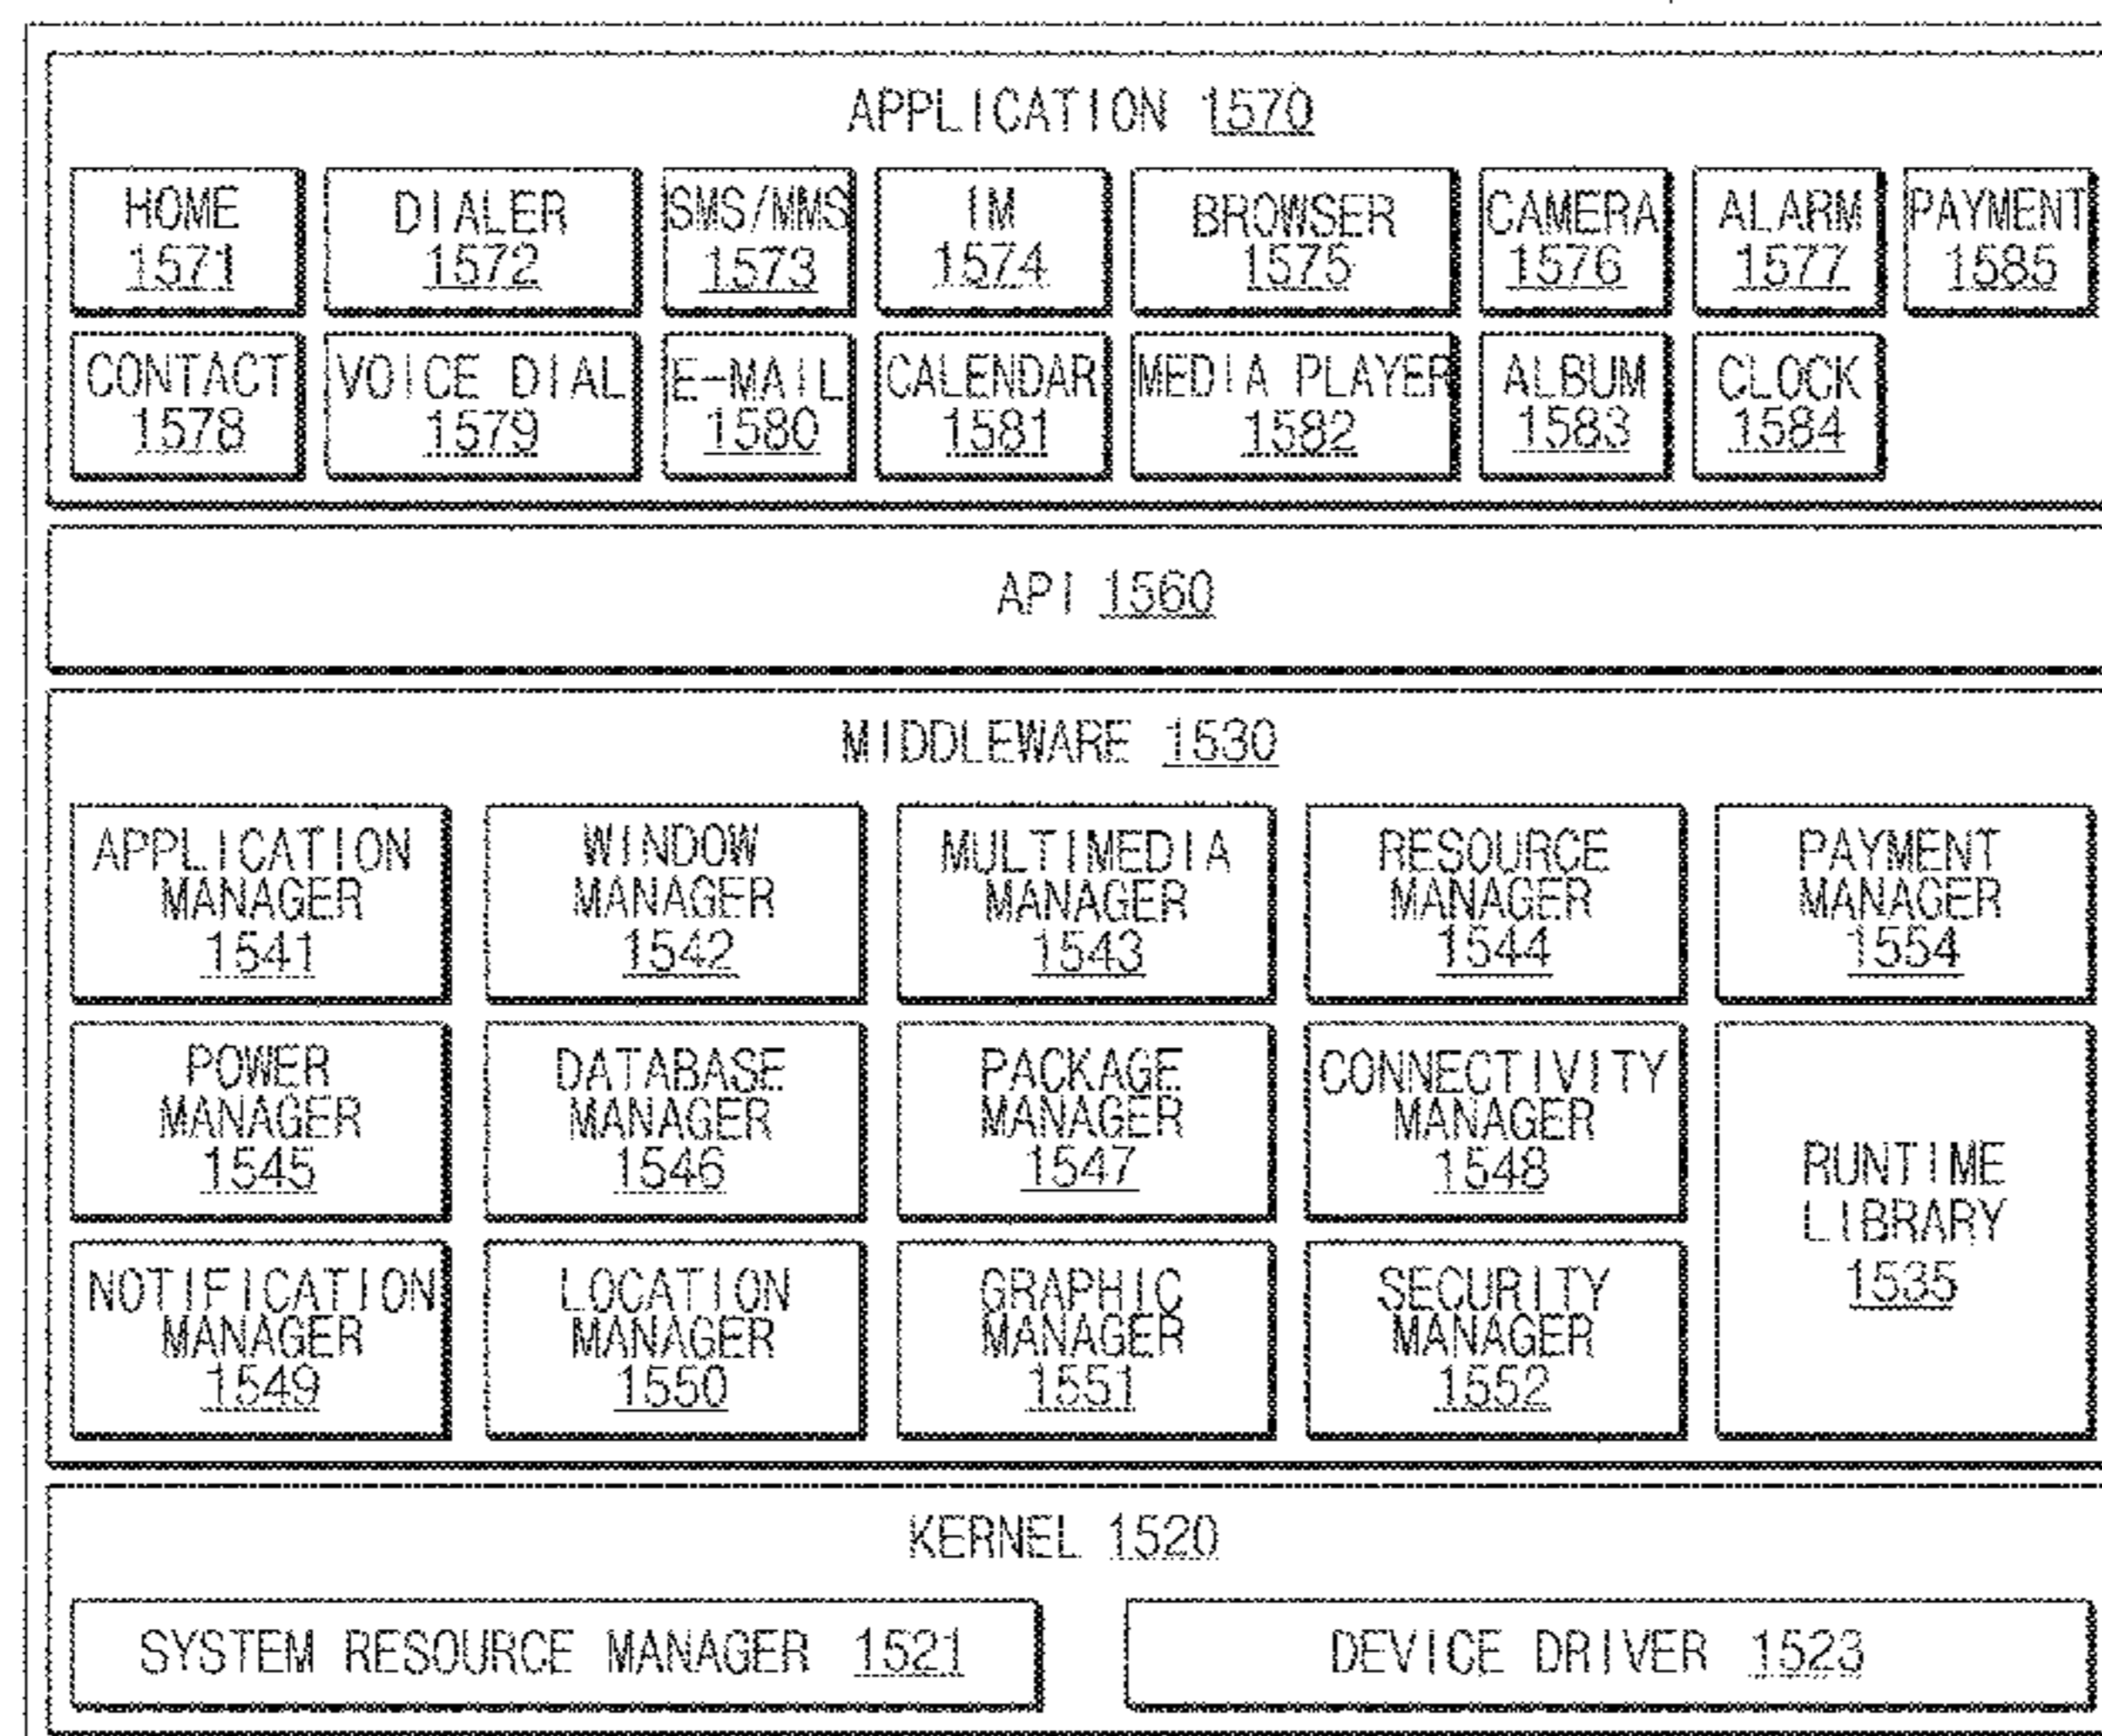 APPLICATION 1570
HOME
1571
DIALER
1572
SMS/MMS
1573
IM
1574
BROWSER
1575
CAMERA
1576
ALARM
1577
PAYMENT
1585
CONTACT
1578
VOICE DIAL
1579
E-MAIL
1580
CALENDAR
1581
MEDIA PLAYER
1582
ALBUM
1583
CLOCK
1584
API 1560
MIDDLEWARE 1530
APPLICATION
MANAGER
1541
WINDOW
MANAGER
1542
MULTIMEDIA
MANAGER
1543
RESOURCE
MANAGER
1544
PAYMENT
MANAGER
1554
POWER
MANAGER
1545
DATABASE
MANAGER
1546
PACKAGE
MANAGER
1547
CONNECTIVITY
MANAGER
1548
RUNTIME
LIBRARY
1535
NOTIFICATION
MANAGER
1549
LOCATION
MANAGER
1550
GRAPHIC
MANAGER
1551
SECURITY
MANAGER
1552
KERNEL 1520
SYSTEM RESOURCE MANAGER 1521
DEVICE DRIVER 1523